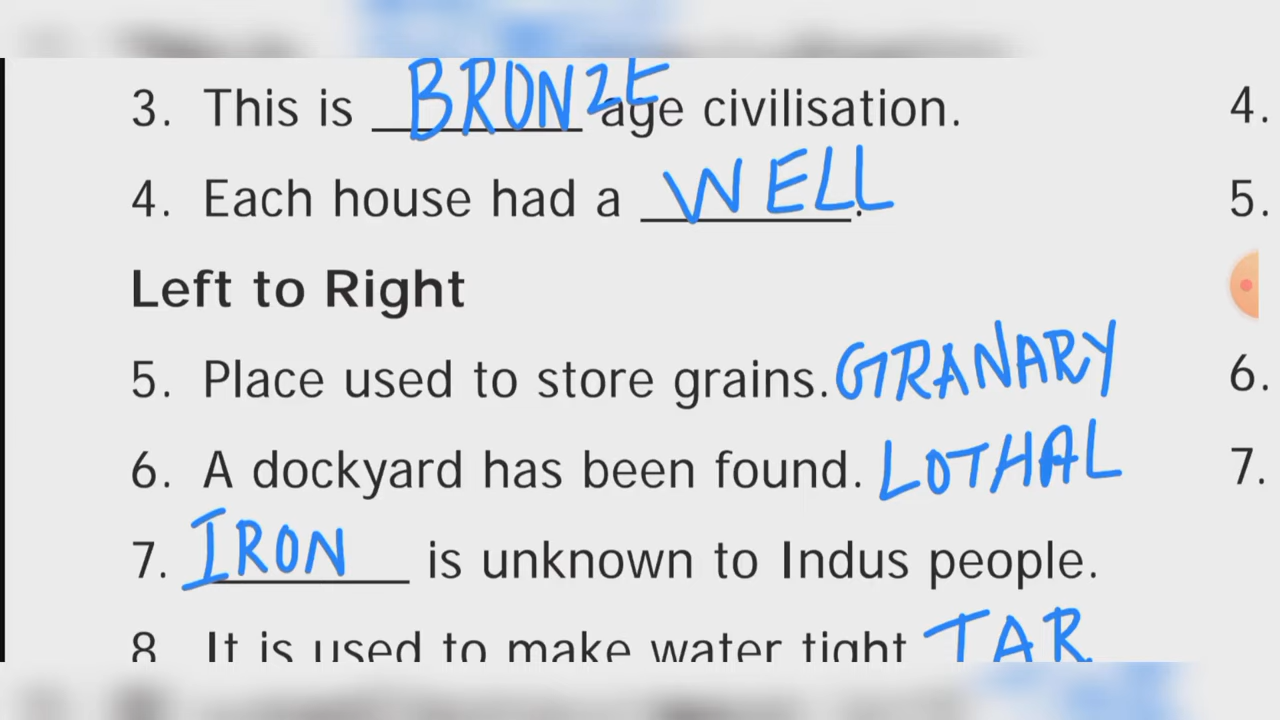 3. This is BRONZE age civilisation.
4. Each house had a WELL.
Left to Right
5. Place used to store grains. GRANARY
6. A dockyard has been found. LOTHAL
7. IRON is unknown to Indus people.
8 It is used to make water tight TAR
4.
5.
6.
7.